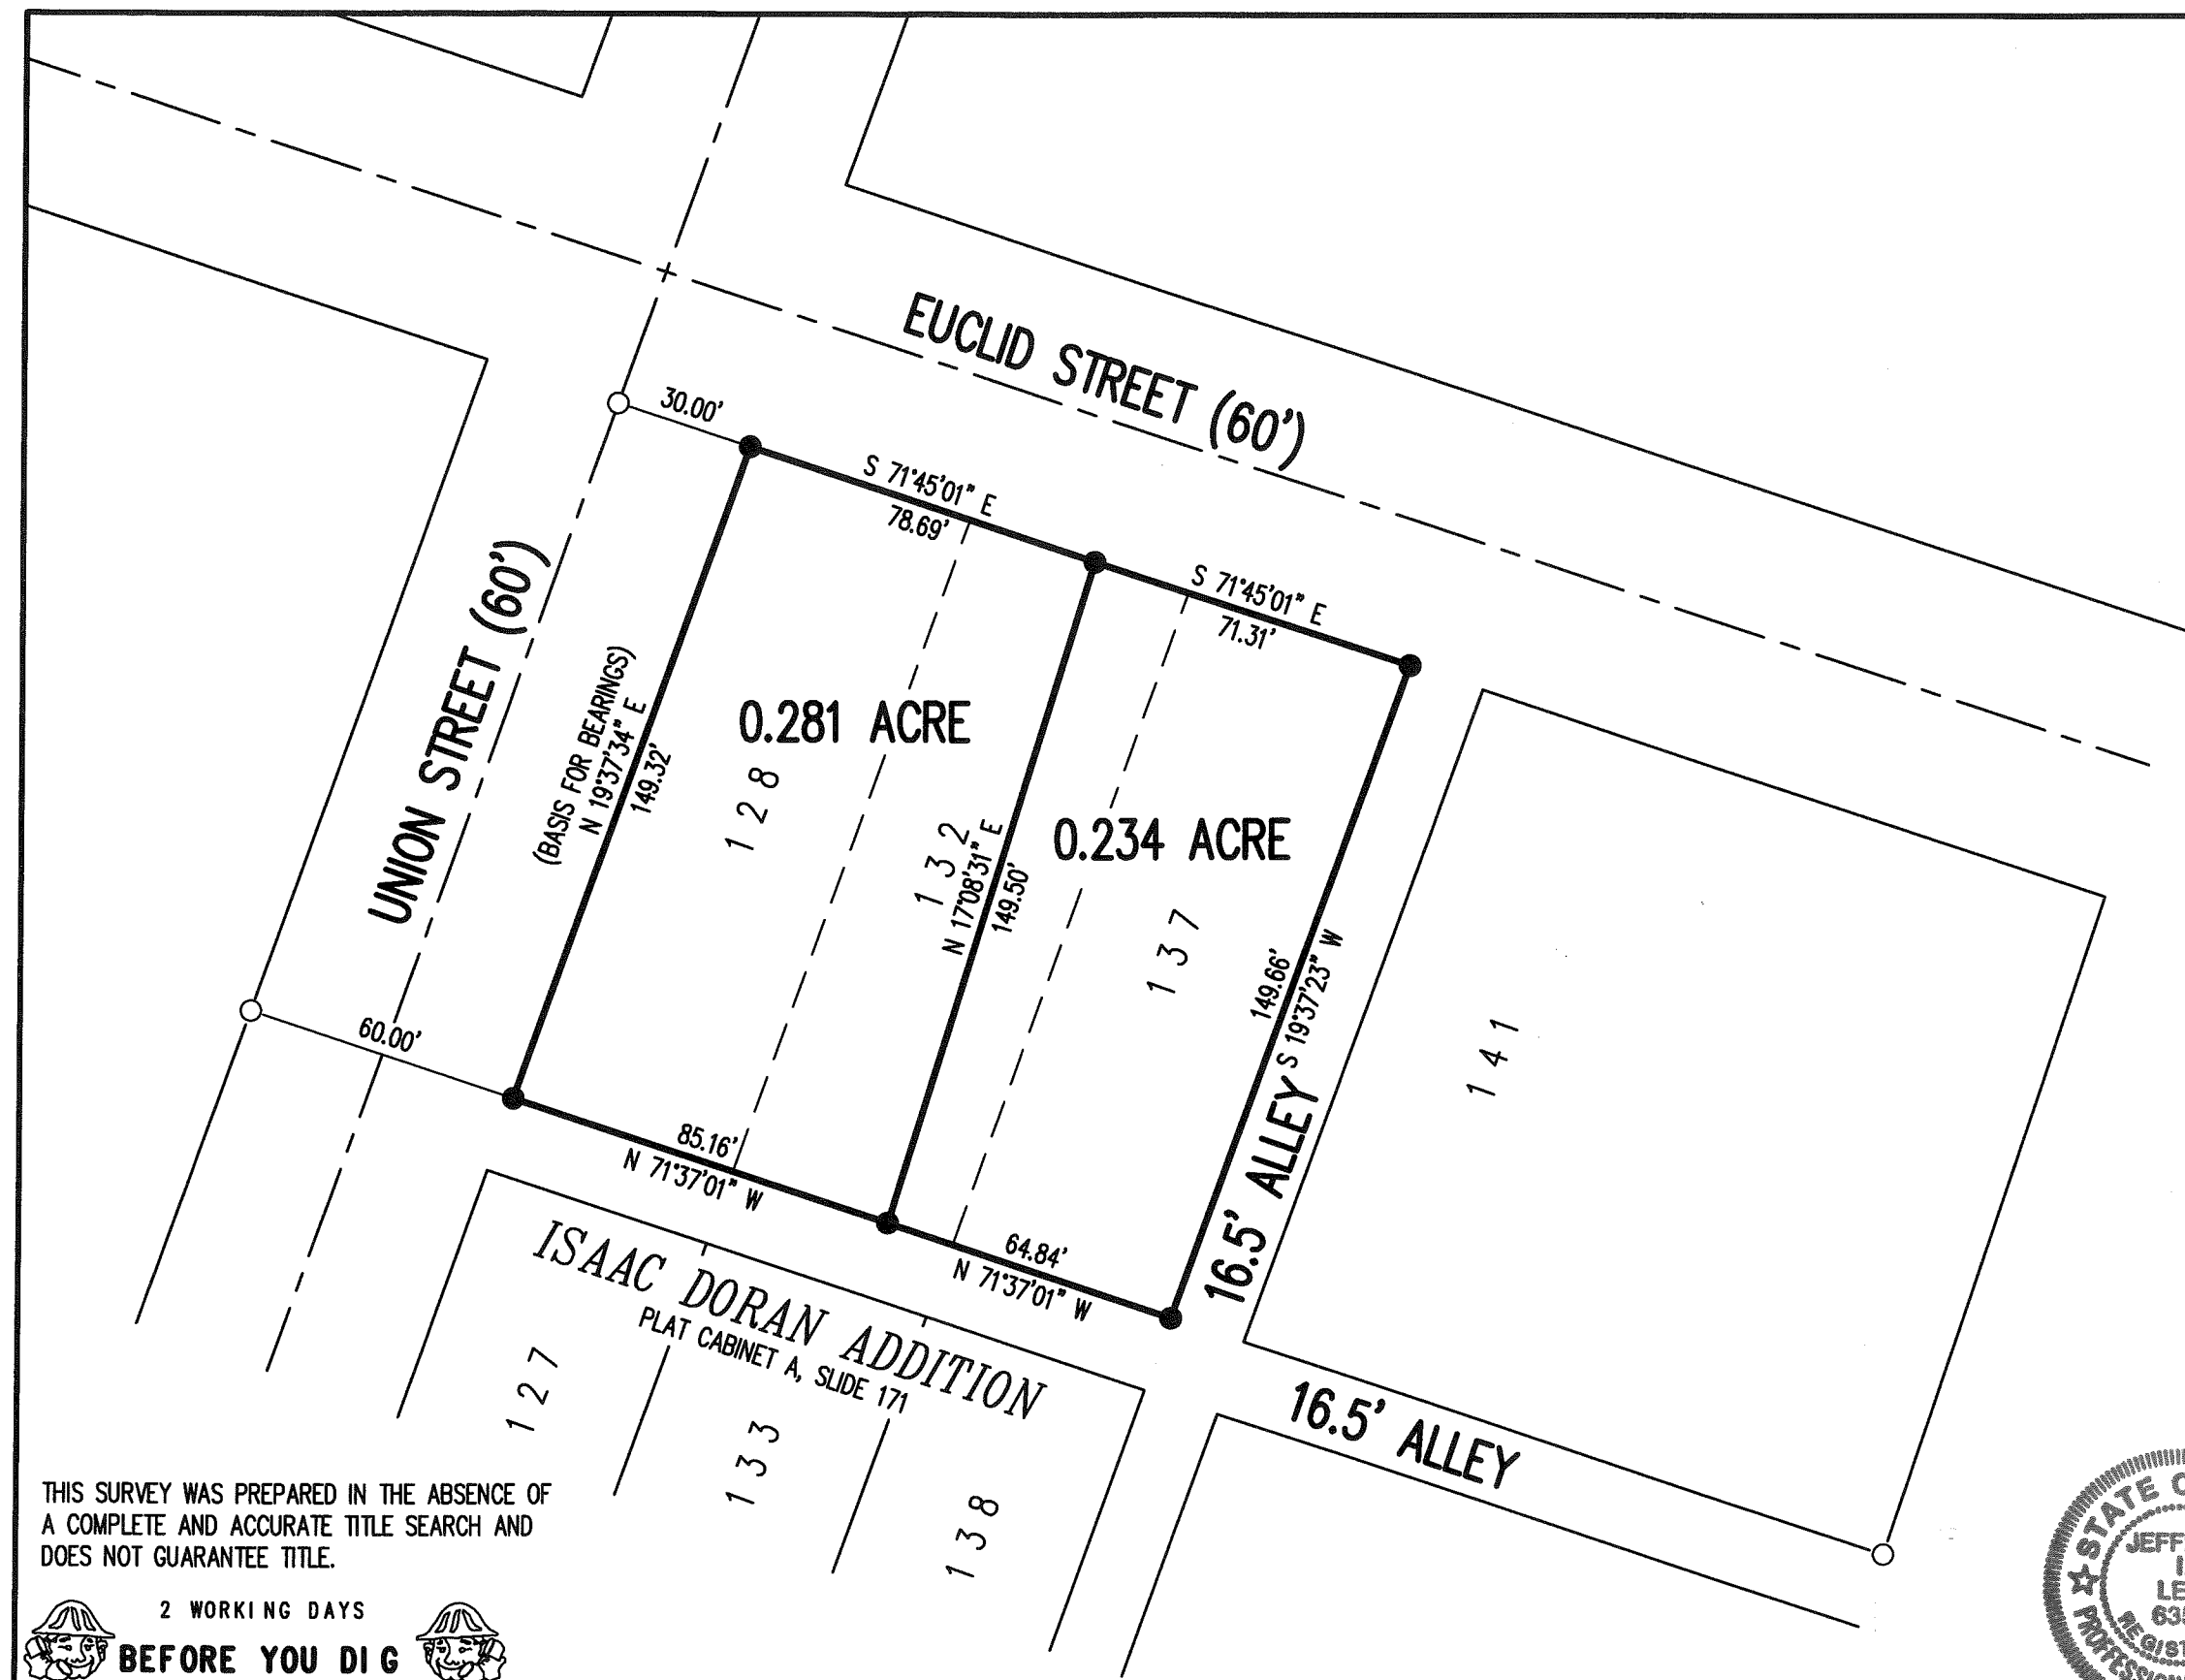 EUCLID STREET (60')
30.00'
S 71°45'01" E
78.69'
S 71°45'01" E
71.31'
UNION STREET (60')
(BASIS FOR BEARINGS)
N 19°37'34" E
149.32'
0.281 ACRE
128
132
N 17°08'31" E
149.50'
0.234 ACRE
137
149.66'
S 19°37'23" W
141
60.00'
85.16'
N 71°37'01" W
64.84'
N 71°37'01" W
16.5' ALLEY
16.5' ALLEY
ISAAC DORAN ADDITION
PLAT CABINET A, SLIDE 171
127
133
138
THIS SURVEY WAS PREPARED IN THE ABSENCE OF
A COMPLETE AND ACCURATE TITLE SEARCH AND
DOES NOT GUARANTEE TITLE.
2 WORKING DAYS
BEFORE YOU DIG
STATE